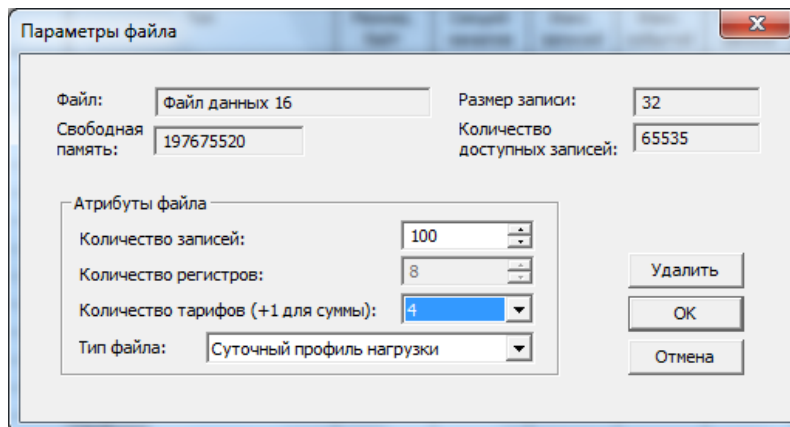 Параметры файла
Файл: Файл данных 16 Размер записи: 32
Свободная память: 197675520 Количество доступных записей: 65535
Атрибуты файла
Количество записей: 100
Количество регистров: 8 Удалить
Количество тарифов (+1 для суммы): 4 OK
Тип файла: Суточный профиль нагрузки Отмена